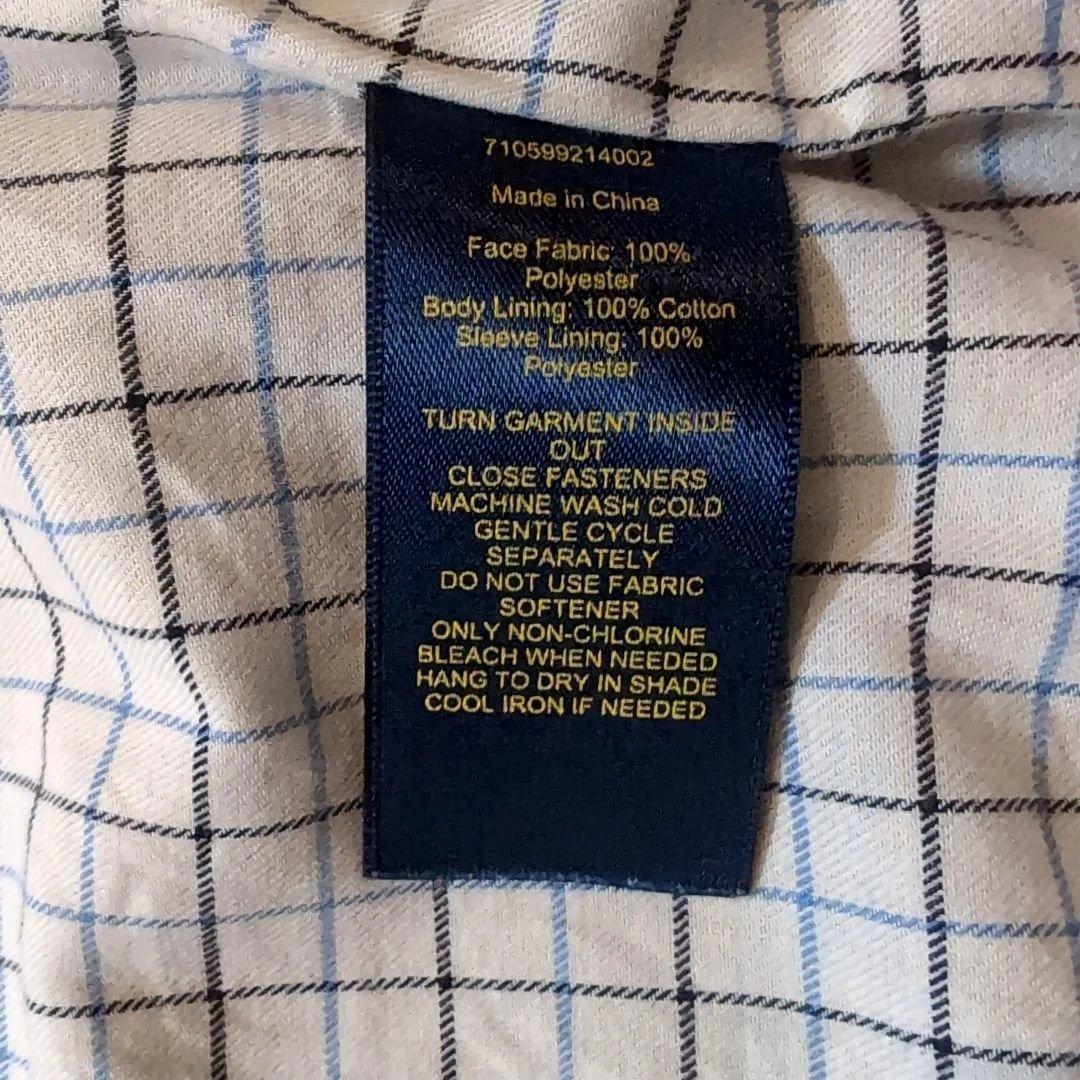 710599214002
Made in China
Face Fabric: 100%
Polyester
Body Lining: 100% Cotton
Sleeve Lining: 100%
Polyester
TURN GARMENT INSIDE
OUT
CLOSE FASTENERS
MACHINE WASH COLD
GENTLE CYCLE
SEPARATELY
DO NOT USE FABRIC
SOFTENER
ONLY NON-CHLORINE
BLEACH WHEN NEEDED
HANG TO DRY IN SHADE
COOL IRON IF NEEDED